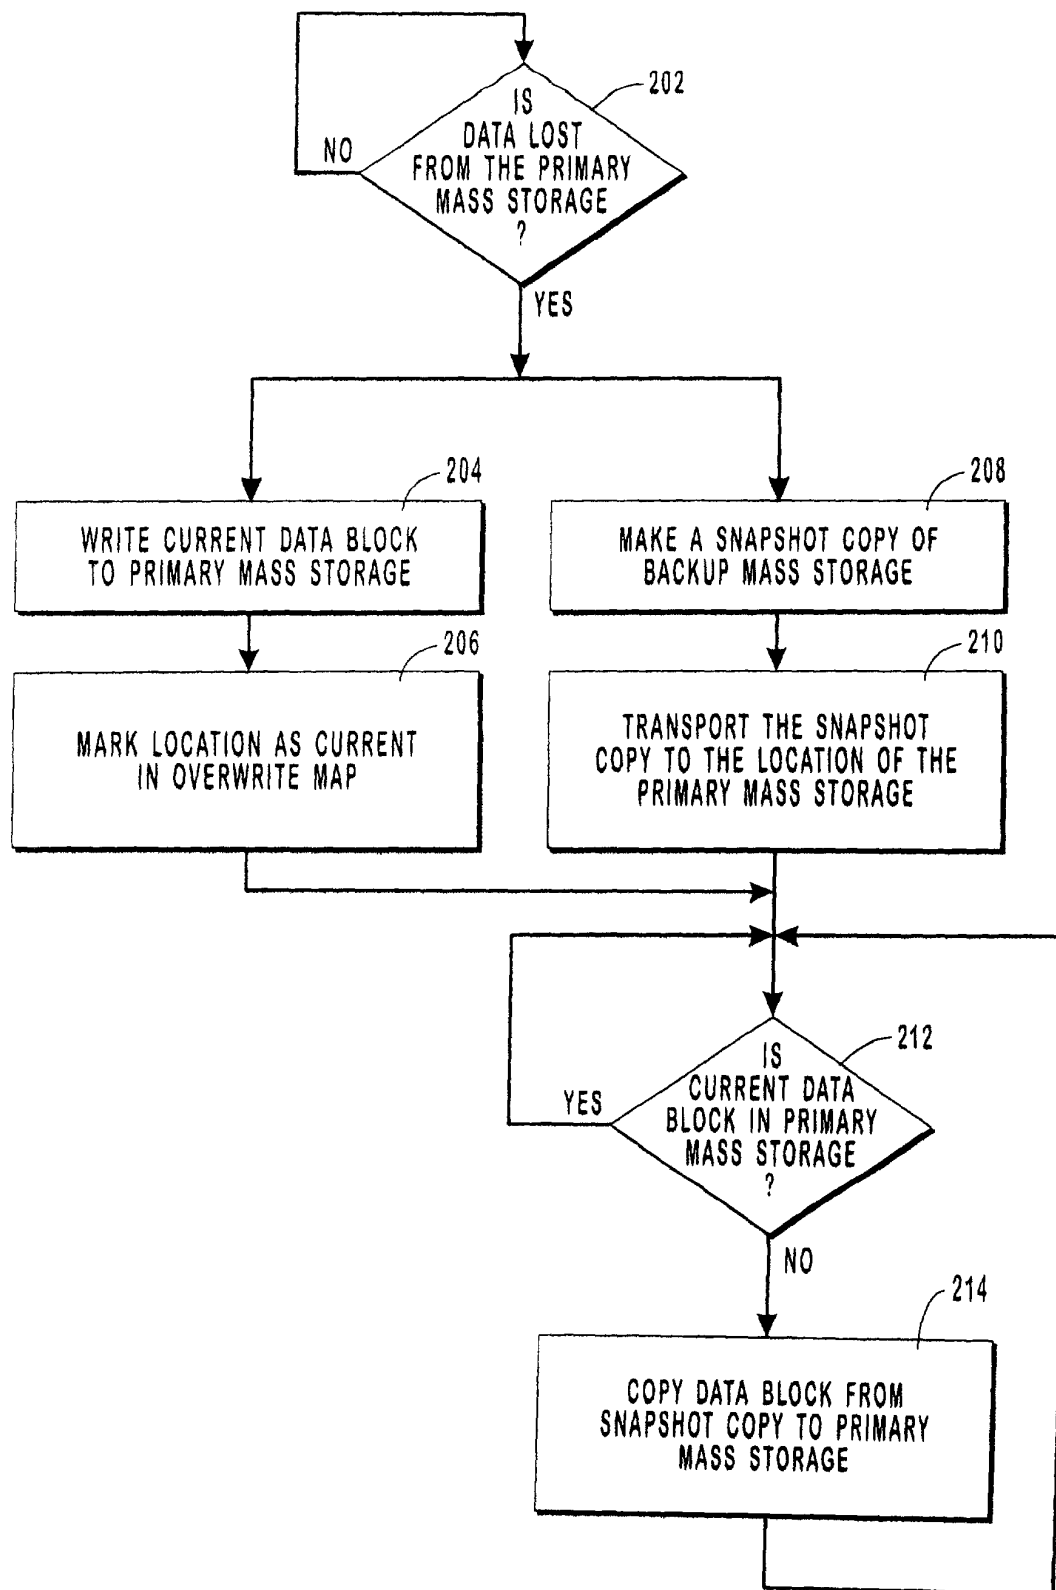 202
IS
DATA LOST
FROM THE PRIMARY
MASS STORAGE
?
NO
YES
204
WRITE CURRENT DATA BLOCK
TO PRIMARY MASS STORAGE
208
MAKE A SNAPSHOT COPY OF
BACKUP MASS STORAGE
206
MARK LOCATION AS CURRENT
IN OVERWRITE MAP
210
TRANSPORT THE SNAPSHOT
COPY TO THE LOCATION OF THE
PRIMARY MASS STORAGE
212
IS
CURRENT DATA
BLOCK IN PRIMARY
MASS STORAGE
?
YES
NO
214
COPY DATA BLOCK FROM
SNAPSHOT COPY TO PRIMARY
MASS STORAGE